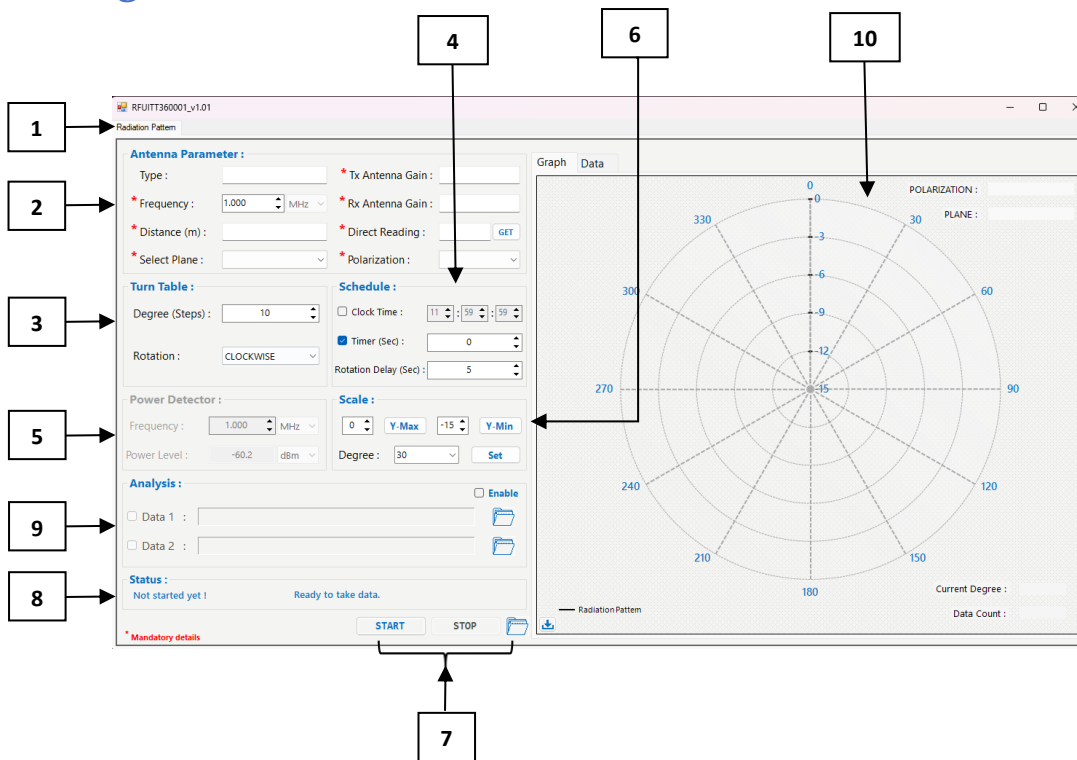 4
6
10
1
2
3
5
9
8
7
RFUITT360001_v1.01
Radiation Pattern
Antenna Parameter :
Type :
* Tx Antenna Gain :
* Frequency : 1.000 MHz
* Rx Antenna Gain :
* Distance (m) :
* Direct Reading : GET
* Select Plane :
* Polarization :
Turn Table :
Degree (Steps) : 10
Rotation : CLOCKWISE
Schedule :
Clock Time : 11 : 59 : 59
Timer (Sec) : 0
Rotation Delay (Sec) : 5
Power Detector :
Frequency : 1.000 MHz
Power Level : -60.2 dBm
Scale :
0 Y-Max -15 Y-Min
Degree : 30 Set
Analysis :
Enable
Data 1 :
Data 2 :
Status :
Not started yet ! Ready to take data.
START STOP
* Mandatory details
Graph Data
POLARIZATION :
PLANE :
0
30
60
90
120
150
180
210
240
270
300
330
0
-3
-6
-9
-12
-15
Radiation Pattern
Current Degree :
Data Count :